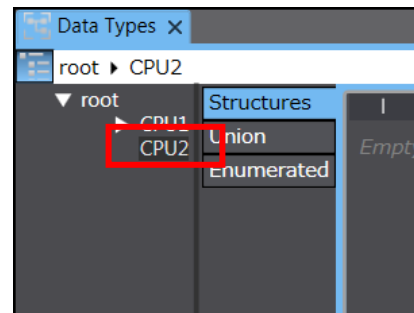 Data Types
root ▸ CPU2
root
CPU1
CPU2
Structures
Union
Enumerated
Empty